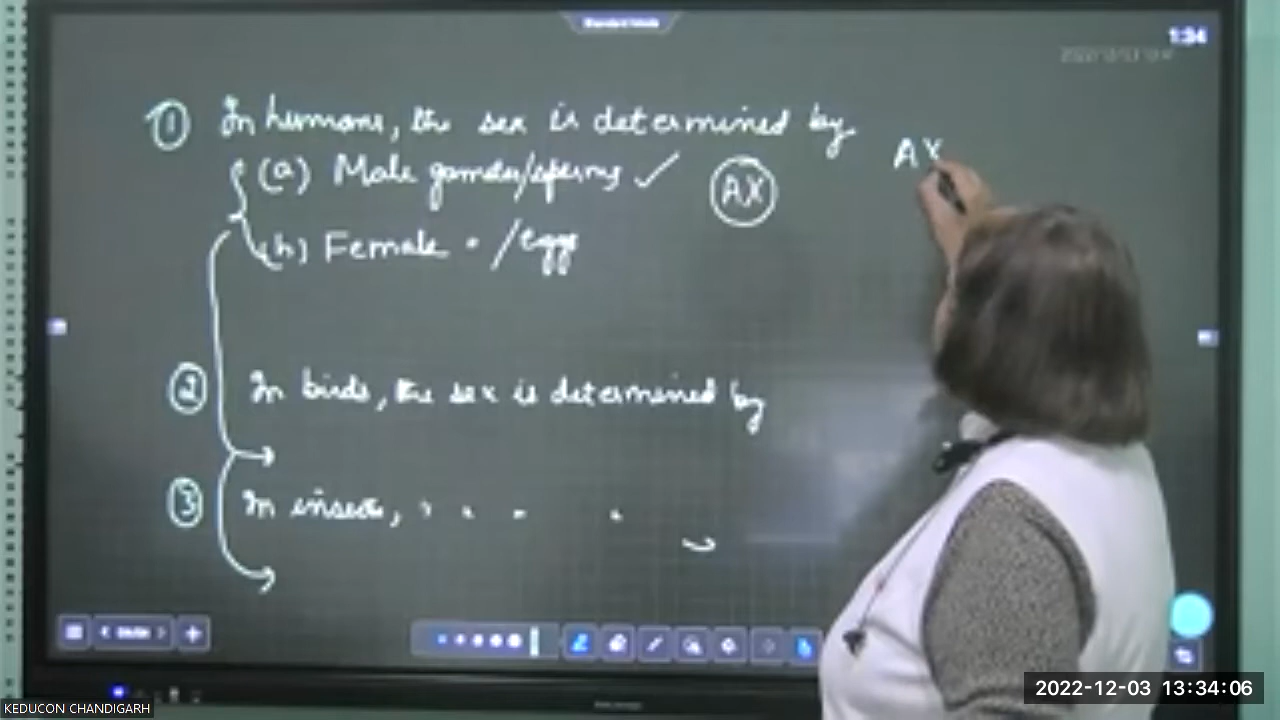 1:34
① In humans, the sex is determined by
(a) Male gametes/sperms ✓
AX
AX
(b) Female " /eggs
② In birds, the sex is determined by
③ In insects, " " " "
2022-12-03 13:34:06
KEDUCON CHANDIGARH